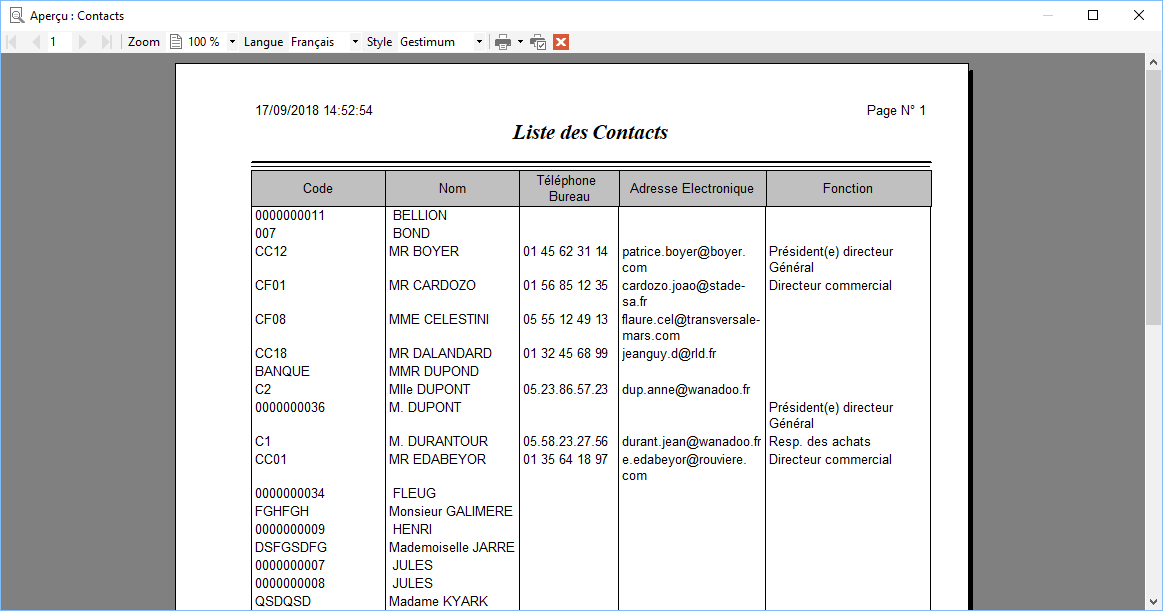 Aperçu : Contacts
1 Zoom 100 % Langue Français Style Gestimum
17/09/2018 14:52:54 Page N° 1
Liste des Contacts
Code Nom Téléphone Bureau Adresse Electronique Fonction
0000000011 BELLION
007 BOND
CC12 MR BOYER 01 45 62 31 14 patrice.boyer@boyer. Président(e) directeur
com Général
CF01 MR CARDOZO 01 56 85 12 35 cardozo.joao@stade- Directeur commercial
sa.fr
CF08 MME CELESTINI 05 55 12 49 13 flaure.cel@transversale-
mars.com
CC18 MR DALANDARD 01 32 45 68 99 jeanguy.d@rld.fr
BANQUE MMR DUPOND
C2 Mlle DUPONT 05.23.86.57.23 dup.anne@wanadoo.fr
0000000036 M. DUPONT Président(e) directeur
Général
C1 M. DURANTOUR 05.58.23.27.56 durant.jean@wanadoo.fr Resp. des achats
CC01 MR EDABEYOR 01 35 64 18 97 e.edabeyor@rouviere. Directeur commercial
com
0000000034 FLEUG
FGHFGH Monsieur GALIMERE
0000000009 HENRI
DSFGSDFG Mademoiselle JARRE
0000000007 JULES
0000000008 JULES
QSDQSD Madame KYARK